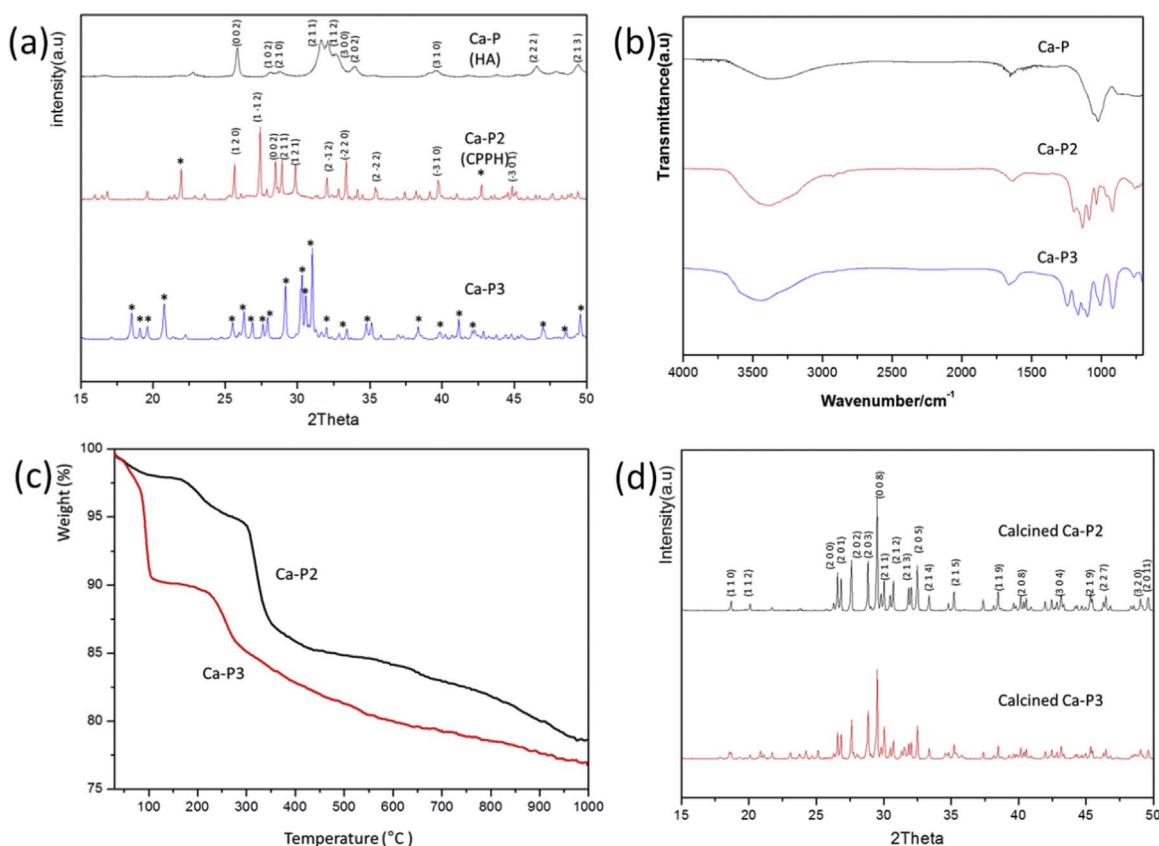 (a)
intensity(a.u)
Ca-P
(HA)
(0 0 2)
(1 0 2)
(2 1 0)
(2 1 1)
(1 1 2)
(3 0 0)
(2 0 2)
(3 1 0)
(2 2 2)
(2 1 3)
Ca-P2
(CPPH)
*
(1 2 0)
(1 -1 2)
(0 0 2)
(2 1 1)
(1 2 1)
(2 -1 2)
(-2 2 0)
(2 -2 2)
(-3 1 0)
*
(-3 0 1)
Ca-P3
* * * * * * * * * * * * * * * * * * * * * * *
15 20 25 30 35 40 45 50
2Theta
(b)
Transmittance(a.u)
Ca-P
Ca-P2
Ca-P3
4000 3500 3000 2500 2000 1500 1000
Wavenumber/cm-1
(c)
Weight (%)
100
95
90
85
80
75
Ca-P2
Ca-P3
100 200 300 400 500 600 700 800 900 1000
Temperature (°C)
(d)
Intensity(a.u)
Calcined Ca-P2
(1 1 0)
(1 1 2)
(2 0 0)
(2 0 1)
(2 0 2)
(2 0 3)
(0 0 8)
(2 1 1)
(2 1 2)
(2 1 3)
(2 0 5)
(2 1 4)
(2 1 5)
(1 1 9)
(2 0 8)
(3 0 4)
(2 1 9)
(2 2 7)
(3 2 0)
(2 0 11)
Calcined Ca-P3
15 20 25 30 35 40 45 50
2Theta